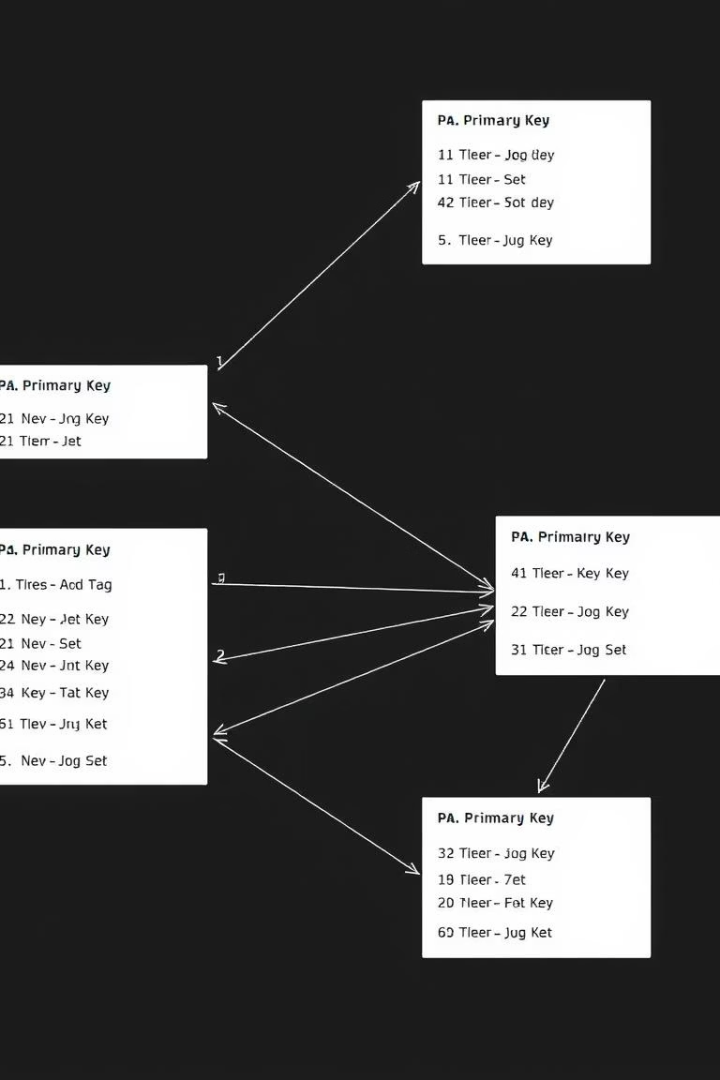 PA. Primary Key
11 Tleer - Jog
11 Tleer - Set
42 Tleer - Sot dey
5. Tleer - Jug Key
PA. Primary Key
21 Nev - Jng Key
21 Tlerr - Jet
PA. Primary Key
1. Tires - Aod Tag
22 Ney - Jet Key
21 Nev - Set
24 Nev - Jnt Key
34 Key - Tat Key
61 Tlev - Ket
5. Nev - Jog Set
1
2
PA. Primairy Key
41 Tleer - Key Key
22 Tleer - Jog Key
31 Ticer - Jog Set
PA. Primary Key
32 Tleer - Jog Key
19 Tleer - 7et
20 Tleer - Fot Key
60 Tleer - Jug Ket